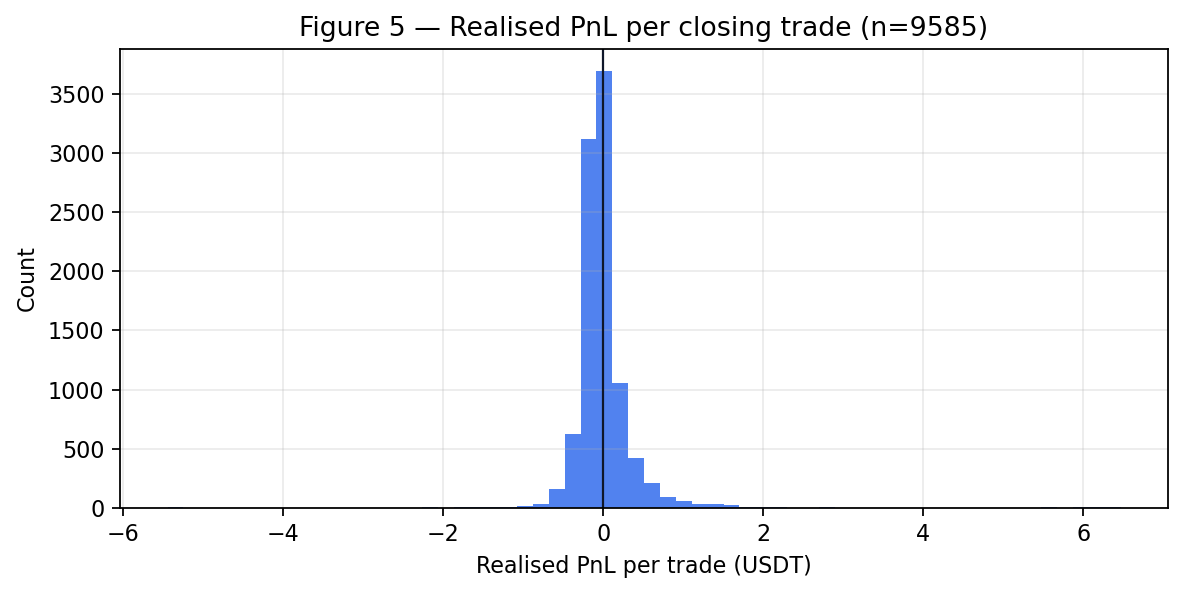 Figure 5 — Realised PnL per closing trade (n=9585)
3500
3000
2500
2000
1500
1000
500
0
Count
−6 −4 −2 0 2 4 6
Realised PnL per trade (USDT)